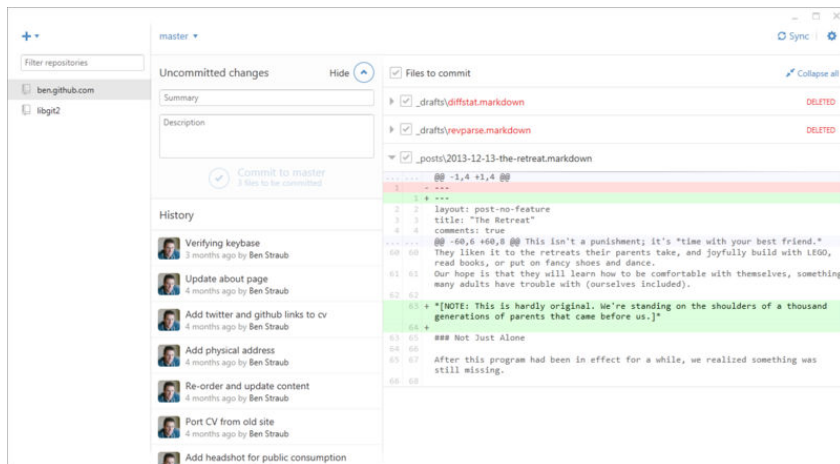 master
Sync
Filter repositories
ben.github.com
libgit2
Uncommitted changes
Hide
Summary
Description
Commit to master
3 files to be committed
History
Verifying keybase
3 months ago by Ben Straub
Update about page
4 months ago by Ben Straub
Add twitter and github links to cv
4 months ago by Ben Straub
Add physical address
4 months ago by Ben Straub
Re-order and update content
4 months ago by Ben Straub
Port CV from old site
4 months ago by Ben Straub
Add headshot for public consumption
Files to commit
Collapse all
_drafts\diffstat.markdown
DELETED
_drafts\revparse.markdown
DELETED
_posts\2013-12-13-the-retreat.markdown
... ... @@ -1,4 +1,4 @@
1 - ---
1 + ---
2 2 layout: post-no-feature
3 3 title: "The Retreat"
4 4 comments: true
... ... @@ -60,6 +60,8 @@ This isn't a punishment; it's *time with your best friend.*
60 60 They liken it to the retreats their parents take, and joyfully build with LEGO,
read books, or put on fancy shoes and dance.
61 61 Our hope is that they will learn how to be comfortable with themselves, something
many adults have trouble with (ourselves included).
62 62
63 + *[NOTE: This is hardly original. We're standing on the shoulders of a thousand
generations of parents that came before us.]*
64 +
63 65 ### Not Just Alone
64 66
65 67 After this program had been in effect for a while, we realized something was
still missing.
66 68